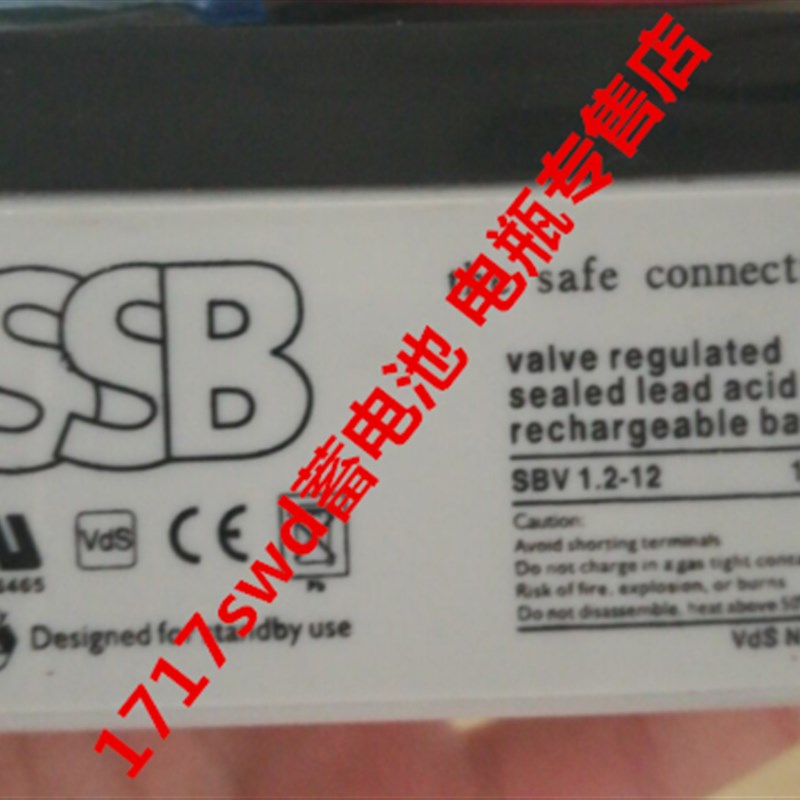 SSB
the safe connecti
valve regulated
sealed lead acid
rechargeable ba
SBV 1.2-12
Caution:
Avoid shorting terminals
Do not charge in a gas tight conta
Risk of fire, explosion, or burns
Do not disassemble, heat above 50
VdS N
VdS CE
Pb
Designed for standby use
1717swd蓄电池 电瓶专售店